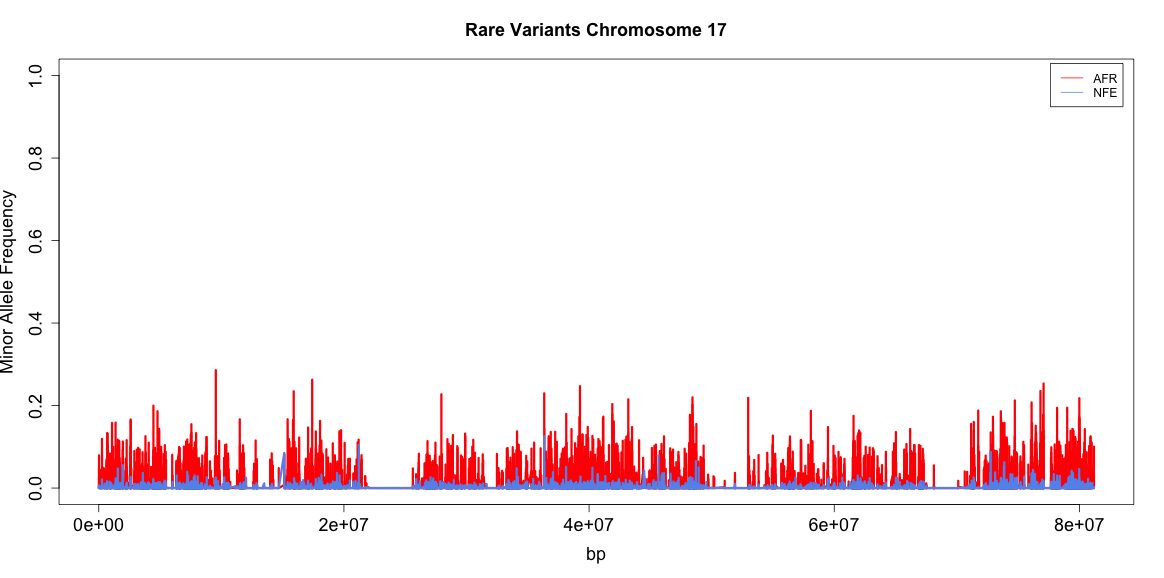 Rare Variants Chromosome 17
AFR
NFE
Minor Allele Frequency
1.0
0.8
0.6
0.4
0.2
0.0
0e+00 2e+07 4e+07 6e+07 8e+07
bp